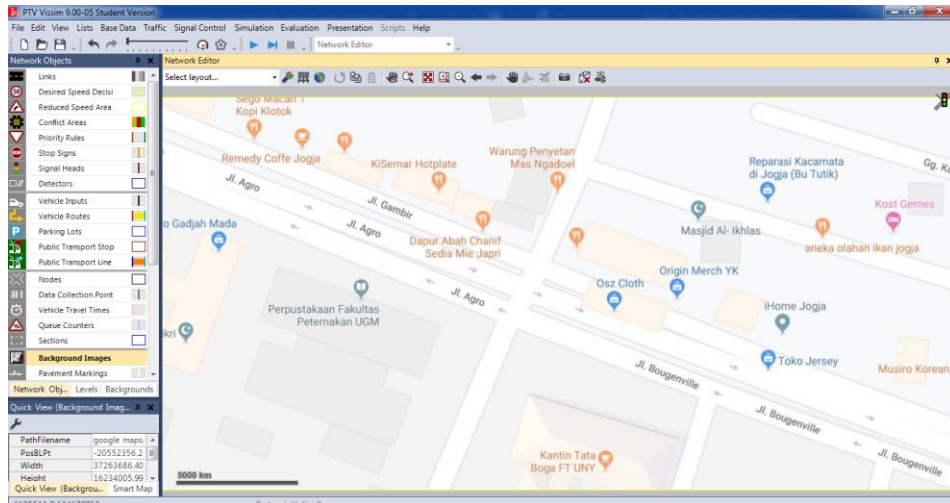 PTV Vissim 9.00-05 Student Version
File Edit View Lists Base Data Traffic Signal Control Simulation Evaluation Presentation Scripts Help
Network Editor
Network Objects
Links
Desired Speed Decisi
Reduced Speed Area
Conflict Areas
Priority Rules
Stop Signs
Signal Heads
Detectors
Vehicle Inputs
Vehicle Routes
Parking Lots
Public Transport Stop
Public Transport Line
Nodes
Data Collection Point
Vehicle Travel Times
Queue Counters
Sections
Background Images
Pavement Markings
Network Obj... Levels Backgrounds
Quick View (Background Imag...
PathFilename google maps.
PosBLPt -20552356.2
Width 37263686.40
Height 16234005.99
Quick View (Backgrou... Smart Map
Network Editor
Select layout...
Sego Macan 1
Kopi Klotok
Remedy Coffe Jogja
KiSemar Hotplate
Warung Penyetan
Mas Ngadoel
Reparasi Kacamata
di Jogja (Bu Tutik)
Gg. Ka
Kost Gemes
Jl. Agro
Jl. Gambir
Jl. Agro
o Gadjah Mada
Dapur Abah Chanif
Sedia Mie Japri
Masjid Al- Ikhlas
aneka olahan ikan jogja
Origin Merch YK
Osz Cloth
Jl. Agro
Perpustakaan Fakultas
Peternakan UGM
iHome Jogja
kri
Toko Jersey
Musiro Korean
Jl. Bougenville
Jl. Bougenville
Jl. Bougenville
Kantin Tata
Boga FT UNY
5000 km